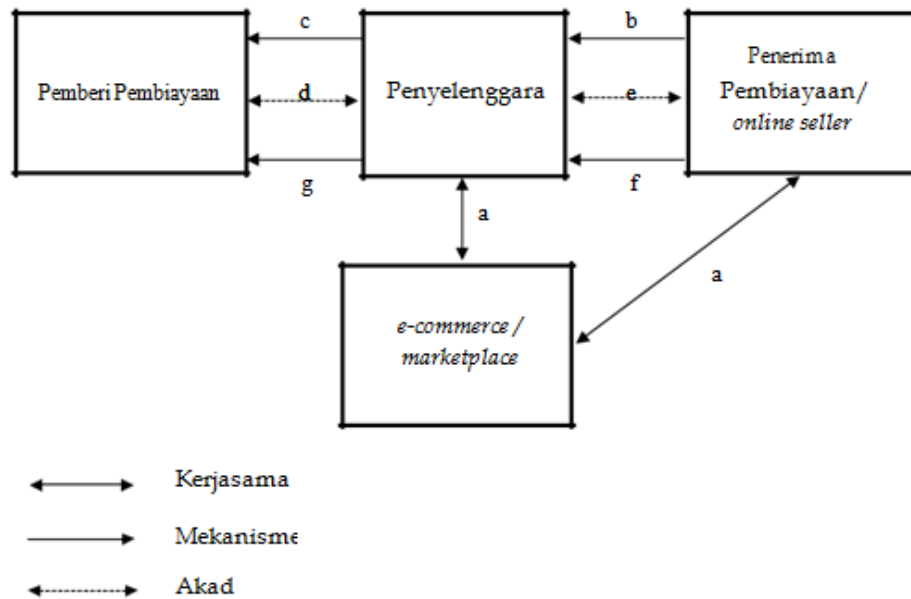 c
b
Pemberi Pembiayaan
d
Penyelenggara
e
Penerima
Pembiayaan/
online seller
g
f
a
a
e-commerce /
marketplace
Kerjasama
Mekanisme
Akad